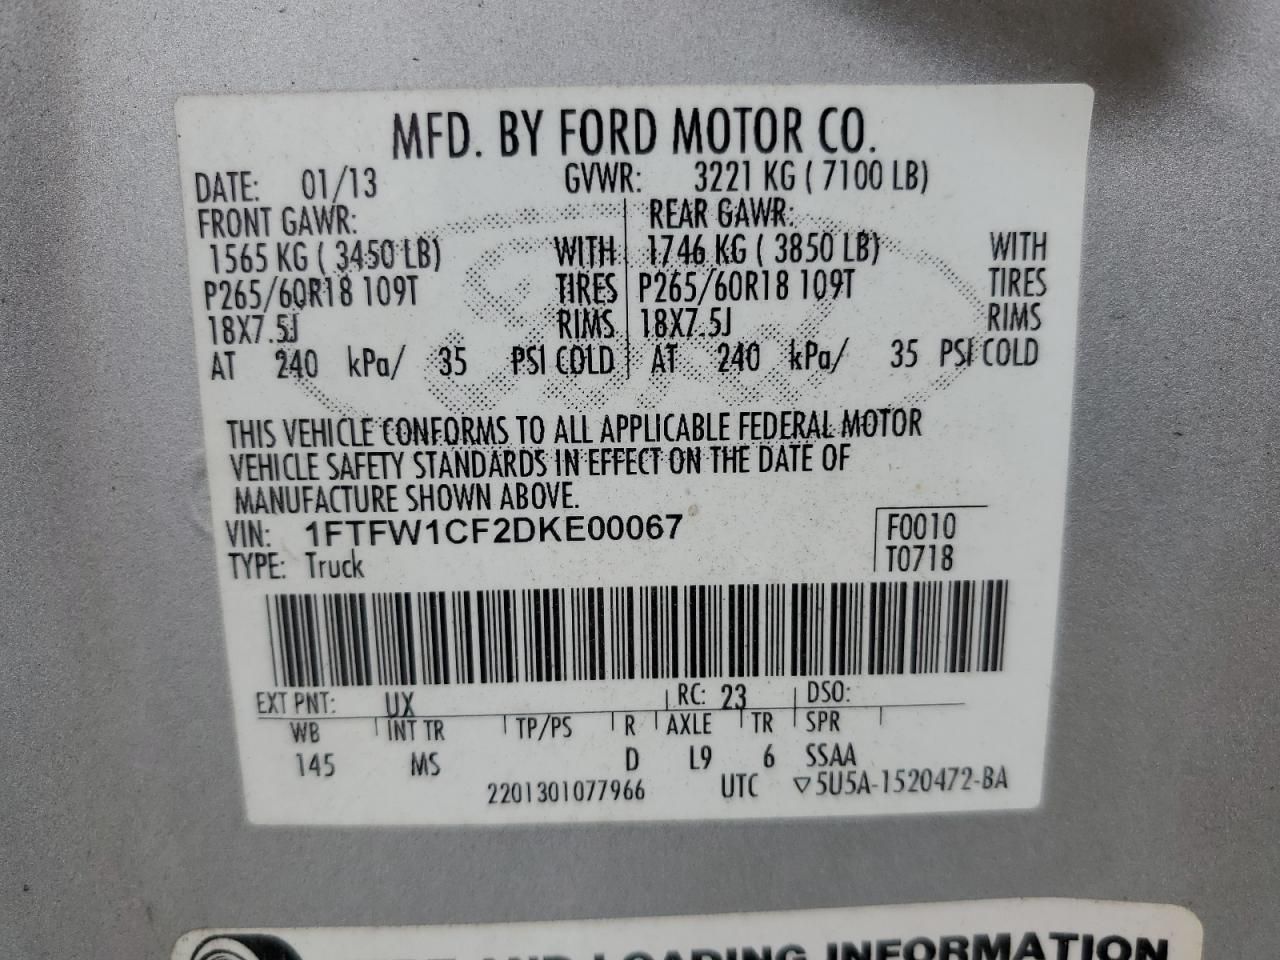 MFD. BY FORD MOTOR CO.
DATE: 01/13 GVWR: 3221 KG ( 7100 LB)
FRONT GAWR: REAR GAWR:
1565 KG ( 3450 LB) WITH 1746 KG ( 3850 LB) WITH
P265/60R18 109T TIRES P265/60R18 109T TIRES
18X7.5J RIMS 18X7.5J RIMS
AT 240 kPa/ 35 PSI COLD AT 240 kPa/ 35 PSI COLD
THIS VEHICLE CONFORMS TO ALL APPLICABLE FEDERAL MOTOR
VEHICLE SAFETY STANDARDS IN EFFECT ON THE DATE OF
MANUFACTURE SHOWN ABOVE.
VIN: 1FTFW1CF2DKE00067 F0010
TYPE: Truck T0718
EXT PNT: UX RC: 23 DSO:
WB INT TR TP/PS R AXLE TR SPR
145 MS D L9 6 SSAA
2201301077966 UTC ▽5U5A-1520472-BA
AND LOADING INFORMATION